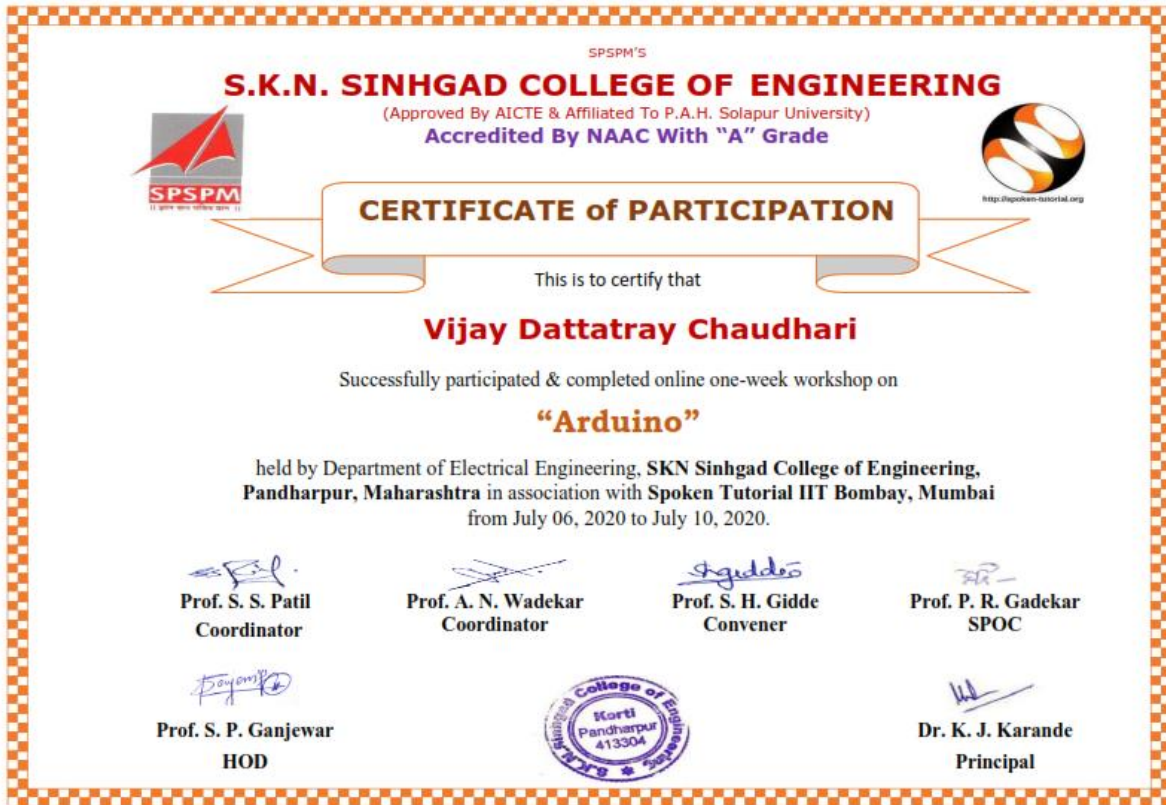 SPSPM'S
S.K.N. SINHGAD COLLEGE OF ENGINEERING
(Approved By AICTE & Affiliated To P.A.H. Solapur University)
Accredited By NAAC With “A” Grade
SPSPM
http://spoken-tutorial.org
CERTIFICATE of PARTICIPATION
This is to certify that
Vijay Dattatray Chaudhari
Successfully participated & completed online one-week workshop on
“Arduino”
held by Department of Electrical Engineering, SKN Sinhgad College of Engineering,
Pandharpur, Maharashtra in association with Spoken Tutorial IIT Bombay, Mumbai
from July 06, 2020 to July 10, 2020.
Prof. S. S. Patil
Coordinator
Prof. A. N. Wadekar
Coordinator
Prof. S. H. Gidde
Convener
Prof. P. R. Gadekar
SPOC
Prof. S. P. Ganjewar
HOD
S.K.N. Sinhgad College of Engineering,
Korti
Pandharpur
413304
Dr. K. J. Karande
Principal